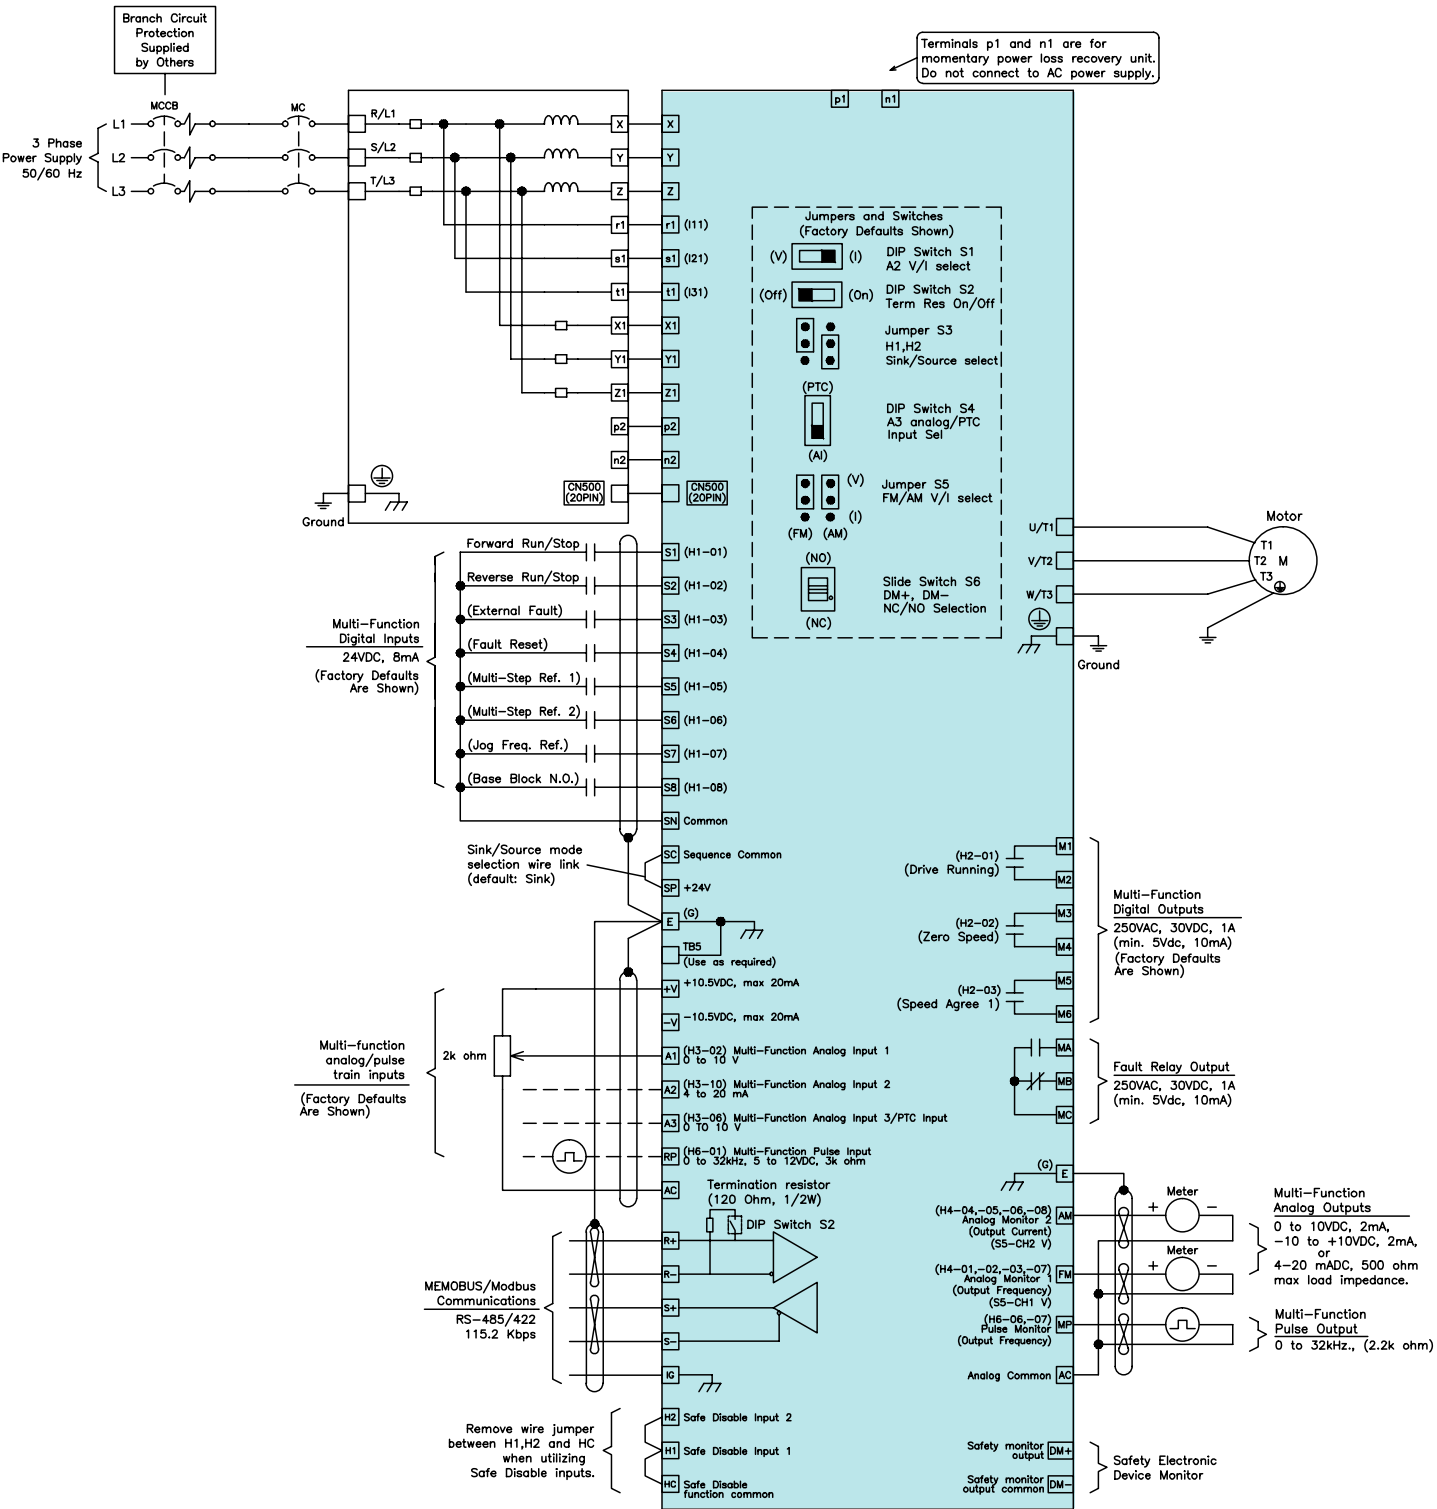 Branch Circuit
Protection
Supplied
by Others
Terminals p1 and n1 are for
momentary power loss recovery unit.
Do not connect to AC power supply.
p1
n1
MCCB
MC
3 Phase
Power Supply
50/60 Hz
L1
L2
L3
R/L1
S/L2
T/L3
X
X
Y
Y
Z
Z
r1
r1 (I11)
s1
s1 (I21)
t1
t1 (I31)
X1
X1
Y1
Y1
Z1
Z1
p2
p2
n2
n2
CN500
(20PIN)
CN500
(20PIN)
Ground
Jumpers and Switches
(Factory Defaults Shown)
(V)
(I)
DIP Switch S1
A2 V/I select
(Off)
(On)
DIP Switch S2
Term Res On/Off
Jumper S3
H1,H2
Sink/Source select
(PTC)
DIP Switch S4
A3 analog/PTC
Input Sel
(AI)
(V)
Jumper S5
FM/AM V/I select
(I)
(FM) (AM)
(NO)
Slide Switch S6
DM+, DM-
NC/NO Selection
(NC)
U/T1
V/T2
W/T3
Motor
T1
T2 M
T3
Ground
Multi-Function
Digital Inputs
24VDC, 8mA
(Factory Defaults
Are Shown)
Forward Run/Stop
S1 (H1-01)
Reverse Run/Stop
S2 (H1-02)
(External Fault)
S3 (H1-03)
(Fault Reset)
S4 (H1-04)
(Multi-Step Ref. 1)
S5 (H1-05)
(Multi-Step Ref. 2)
S6 (H1-06)
(Jog Freq. Ref.)
S7 (H1-07)
(Base Block N.O.)
S8 (H1-08)
SN Common
Sink/Source mode
selection wire link
(default: Sink)
SC Sequence Common
SP +24V
E (G)
TB5
(Use as required)
Multi-function
analog/pulse
train inputs
(Factory Defaults
Are Shown)
2k ohm
+V +10.5VDC, max 20mA
-V -10.5VDC, max 20mA
A1 (H3-02) Multi-Function Analog Input 1
0 to 10 V
A2 (H3-10) Multi-Function Analog Input 2
4 to 20 mA
A3 (H3-06) Multi-Function Analog Input 3/PTC Input
0 TO 10 V
RP (H6-01) Multi-Function Pulse Input
0 to 32kHz, 5 to 12VDC, 3k ohm
AC
Termination resistor
(120 Ohm, 1/2W)
DIP Switch S2
MEMOBUS/Modbus
Communications
RS-485/422
115.2 Kbps
R+
R-
S+
S-
IG
Remove wire jumper
between H1,H2 and HC
when utilizing
Safe Disable inputs.
H2 Safe Disable Input 2
H1 Safe Disable Input 1
HC Safe Disable
function common
(H2-01)
(Drive Running)
M1
M2
(H2-02)
(Zero Speed)
M3
M4
(H2-03)
(Speed Agree 1)
M5
M6
Multi-Function
Digital Outputs
250VAC, 30VDC, 1A
(min. 5Vdc, 10mA)
(Factory Defaults
Are Shown)
MA
MB
MC
Fault Relay Output
250VAC, 30VDC, 1A
(min. 5Vdc, 10mA)
(G) E
(H4-04,-05,-06,-08)
Analog Monitor 2
(Output Current)
(S5-CH2 V)
AM
+ Meter -
(H4-01,-02,-03,-07)
Analog Monitor 1
(Output Frequency)
(S5-CH1 V)
FM
+ Meter -
(H6-06,-07)
Pulse Monitor
(Output Frequency)
MP
Analog Common AC
Multi-Function
Analog Outputs
0 to 10VDC, 2mA,
-10 to +10VDC, 2mA,
or
4-20 mADC, 500 ohm
max load impedance.
Multi-Function
Pulse Output
0 to 32kHz., (2.2k ohm)
Safety monitor
output
DM+
Safety monitor
output common
DM-
Safety Electronic
Device Monitor